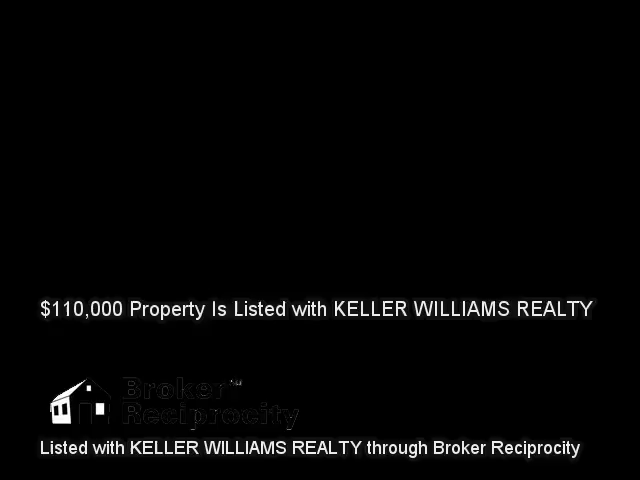 $110,000 Property Is Listed with KELLER WILLIAMS REALTY
Broker
Reciprocity
Listed with KELLER WILLIAMS REALTY through Broker Reciprocity